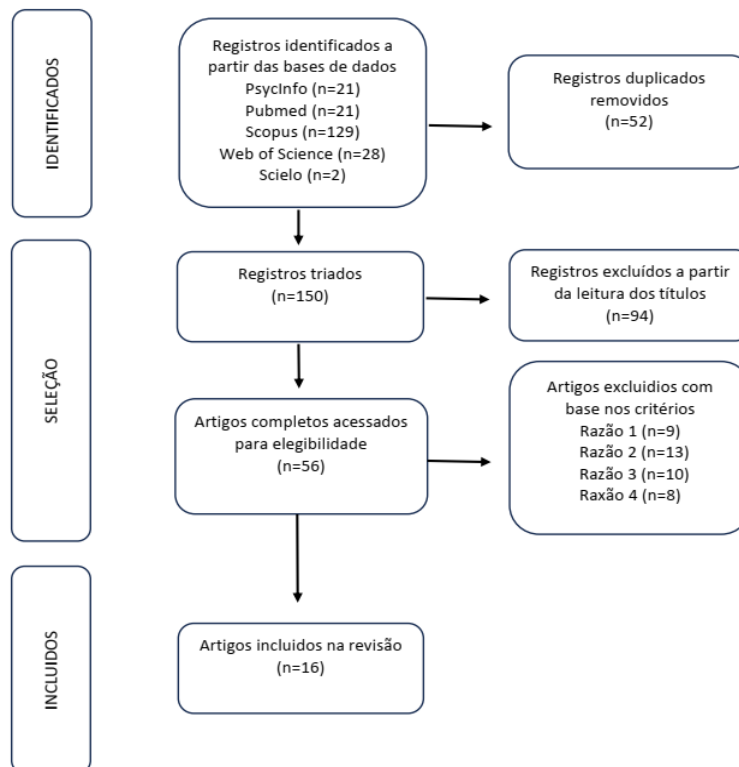 IDENTIFICADOS
Registros identificados a
partir das bases de dados
PsycInfo (n=21)
Pubmed (n=21)
Scopus (n=129)
Web of Science (n=28)
Scielo (n=2)
Registros duplicados
removidos
(n=52)
SELEÇÃO
Registros triados
(n=150)
Registros excluídos a partir
da leitura dos títulos
(n=94)
Artigos completos acessados
para elegibilidade
(n=56)
Artigos excluidios com
base nos critérios
Razão 1 (n=9)
Razão 2 (n=13)
Razão 3 (n=10)
Raxão 4 (n=8)
INCLUIDOS
Artigos incluidos na revisão
(n=16)